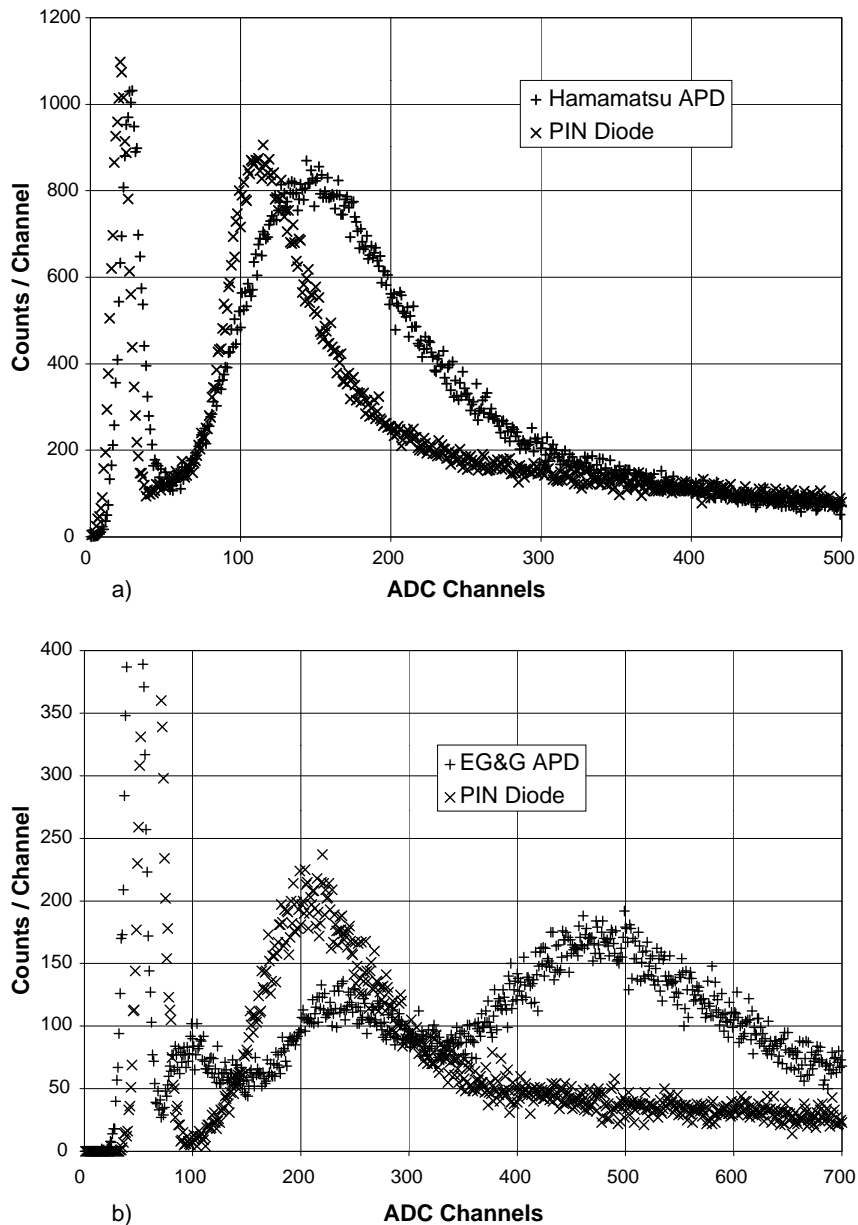 1200
1000
800
600
400
200
0
Counts / Channel
+ Hamamatsu APD
× PIN Diode
0 100 200 300 400 500
a)
ADC Channels
400
350
300
250
200
150
100
50
0
Counts / Channel
+ EG&G APD
× PIN Diode
0 100 200 300 400 500 600 700
b)
ADC Channels